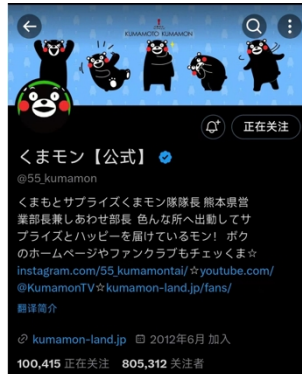 KUMAMOTO KUMAMON
正在关注
くまモン【公式】
@55_kumamon
くまもとサプライズくまモン隊隊長 熊本県営
業部長兼しあわせ部長 色んな所へ出動してサ
プライズとハッピーを届けているモン! ボク
のホームページやファンクラブもチェッくま☆
instagram.com/55_kumamontai/☆youtube.com/
@KumamonTV☆kumamon-land.jp/fans/
翻译简介
kumamon-land.jp 2012年6月 加入
100,415 正在关注 805,312 关注者